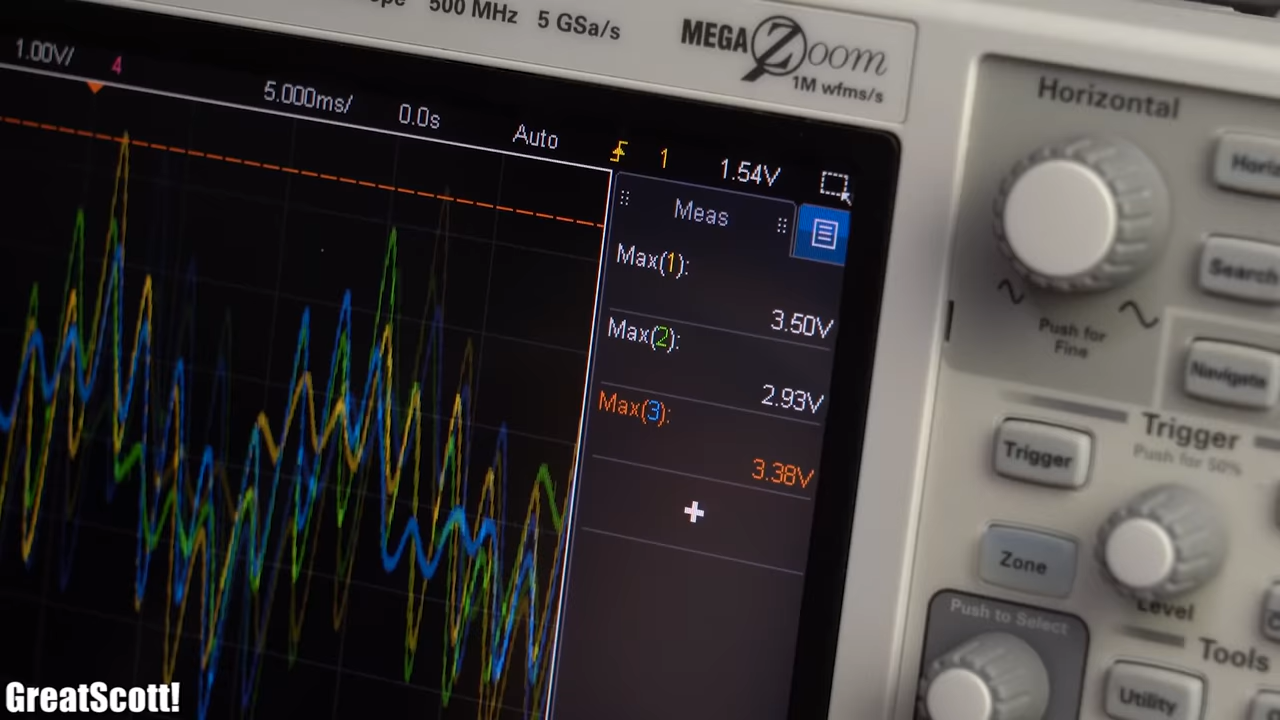 500 MHz 5 GSa/s
MEGA Zoom
1M wfms/s
1.00V/ 4 5.000ms/ 0.0s Auto 1 1.54V
Meas
Max(1):
3.50V
Max(2):
2.93V
Max(3):
3.38V
+
Horizontal
Push for
Fine
Search
Navigate
Trigger
Push for 50%
Trigger
Zone
Level
Push to Select
Tools
Utility
GreatScott!